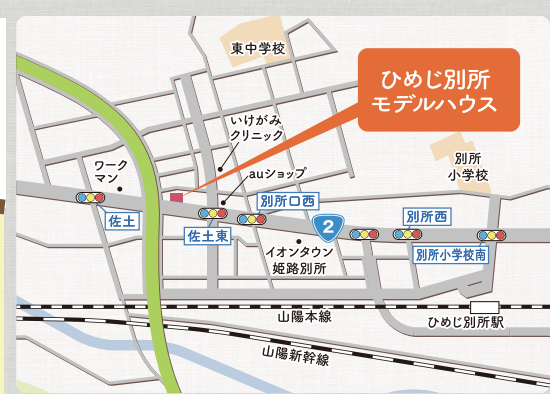 東中学校
ひめじ別所
モデルハウス
いけがみ
クリニック
auショップ
別所
小学校
ワーク
マン
佐土
佐土東
別所口西
2
別所西
別所小学校南
イオンタウン
姫路別所
山陽本線
ひめじ別所駅
山陽新幹線